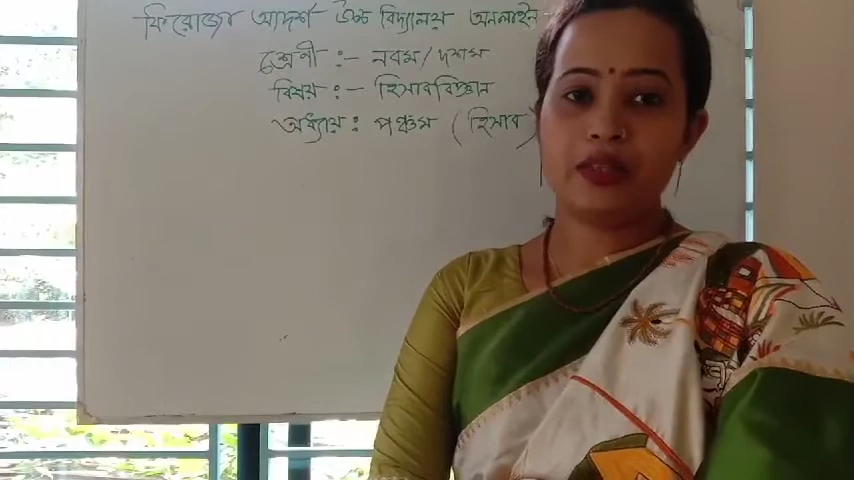 ফিরোজা আদর্শ উচ্চ বিদ্যালয় অনলাইন
শ্রেণী :- নবম/দশম
বিষয় :- হিসাববিজ্ঞান
অধ্যায় : পঞ্চম (হিসাব)